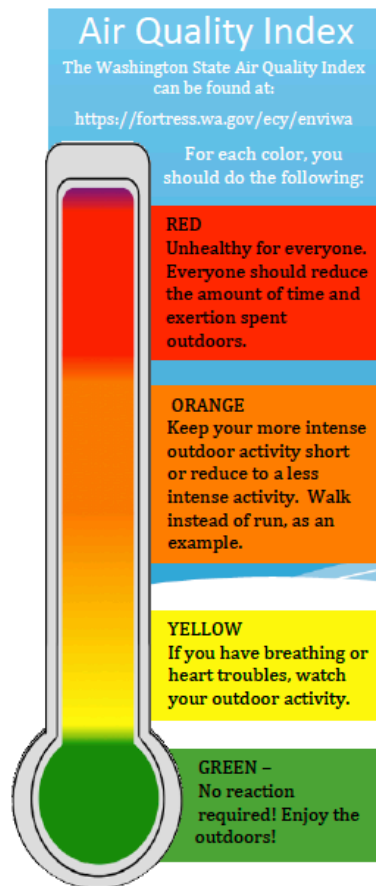 Air Quality Index
The Washington State Air Quality Index
can be found at:
https://fortress.wa.gov/ecy/enviwa
For each color, you
should do the following:
RED
Unhealthy for everyone.
Everyone should reduce
the amount of time and
exertion spent
outdoors.
ORANGE
Keep your more intense
outdoor activity short
or reduce to a less
intense activity.  Walk
instead of run, as an
example.
YELLOW
If you have breathing or
heart troubles, watch
your outdoor activity.
GREEN –
No reaction
required! Enjoy the
outdoors!